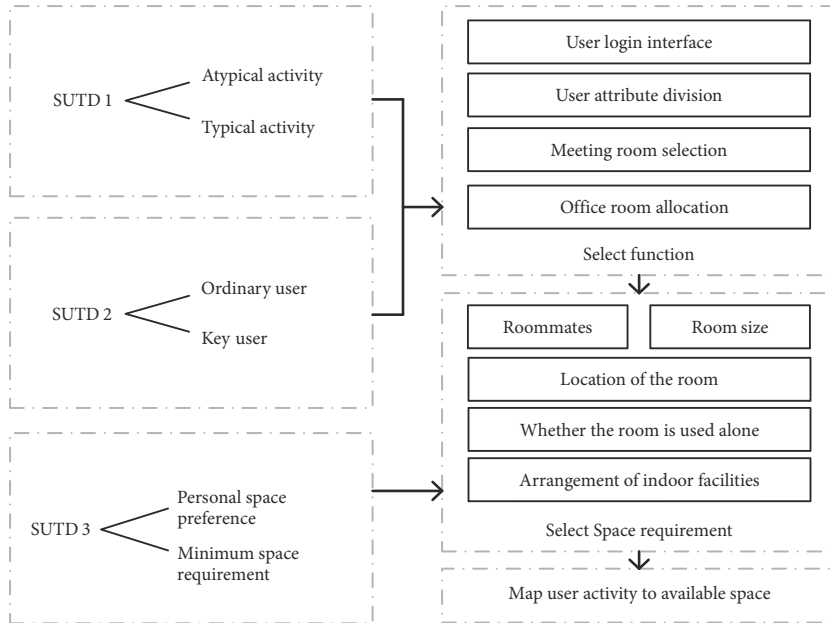 SUTD 1
Atypical activity
Typical activity
SUTD 2
Ordinary user
Key user
SUTD 3
Personal space
preference
Minimum space
requirement
User login interface
User attribute division
Meeting room selection
Office room allocation
Select function
Roommates
Room size
Location of the room
Whether the room is used alone
Arrangement of indoor facilities
Select Space requirement
Map user activity to available space